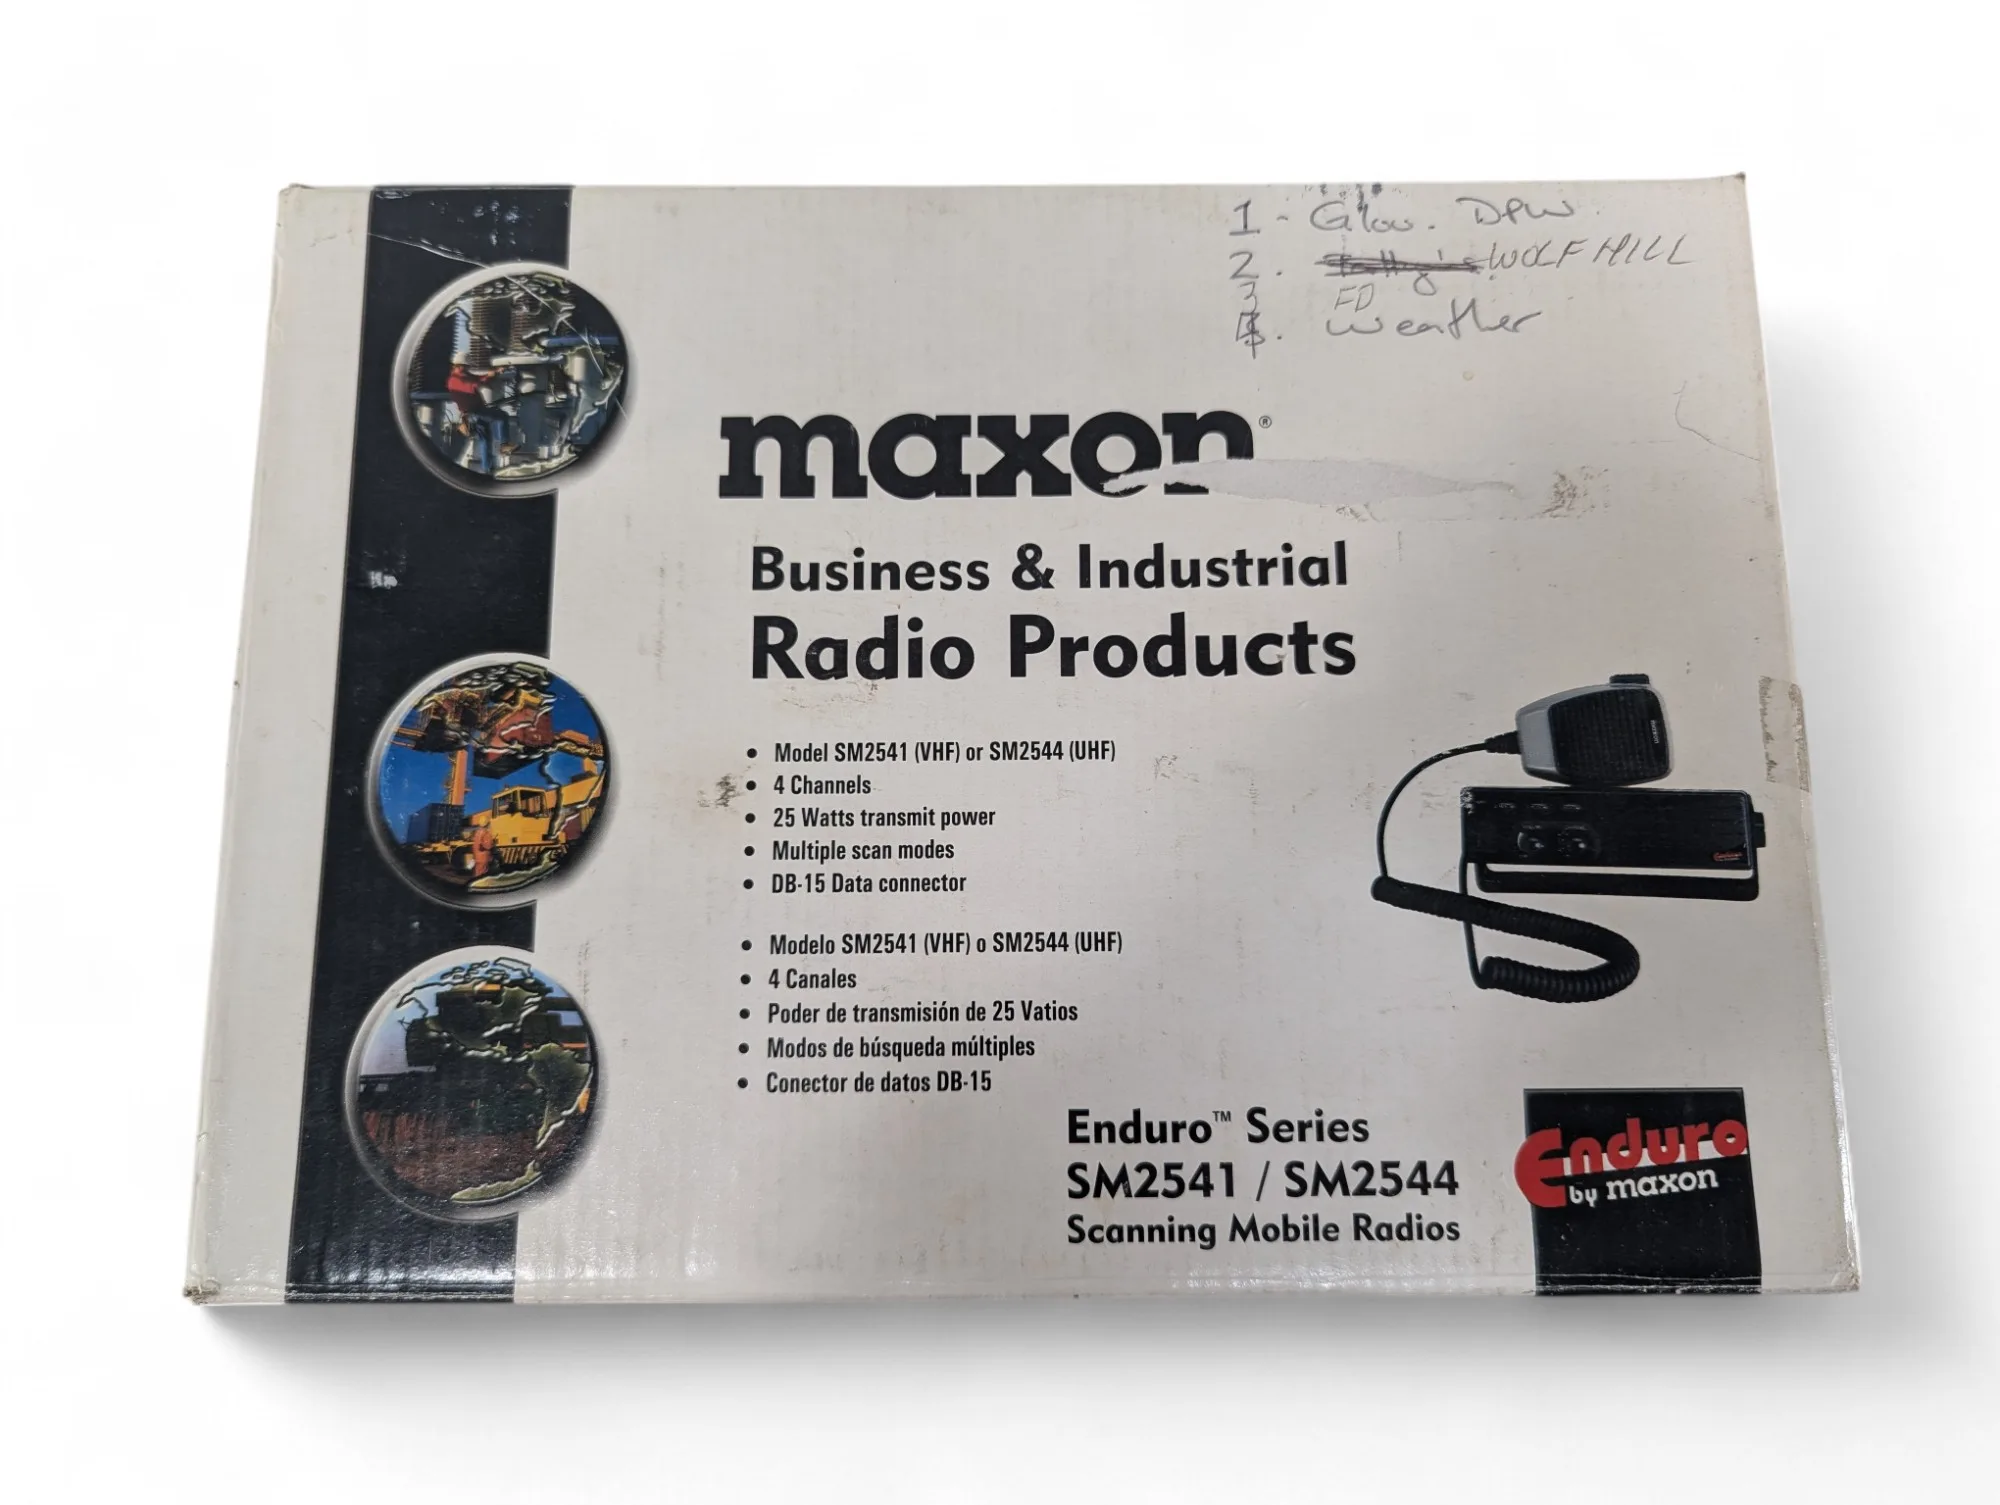 1 - Glou. DPW.
2. WOLF HILL
3 FD
4. Weather
maxon®
Business & Industrial
Radio Products
• Model SM2541 (VHF) or SM2544 (UHF)
• 4 Channels
• 25 Watts transmit power
• Multiple scan modes
• DB-15 Data connector
• Modelo SM2541 (VHF) o SM2544 (UHF)
• 4 Canales
• Poder de transmisión de 25 Vatios
• Modos de búsqueda múltiples
• Conector de datos DB-15
Enduro™ Series
SM2541 / SM2544
Scanning Mobile Radios
Enduro
by maxon